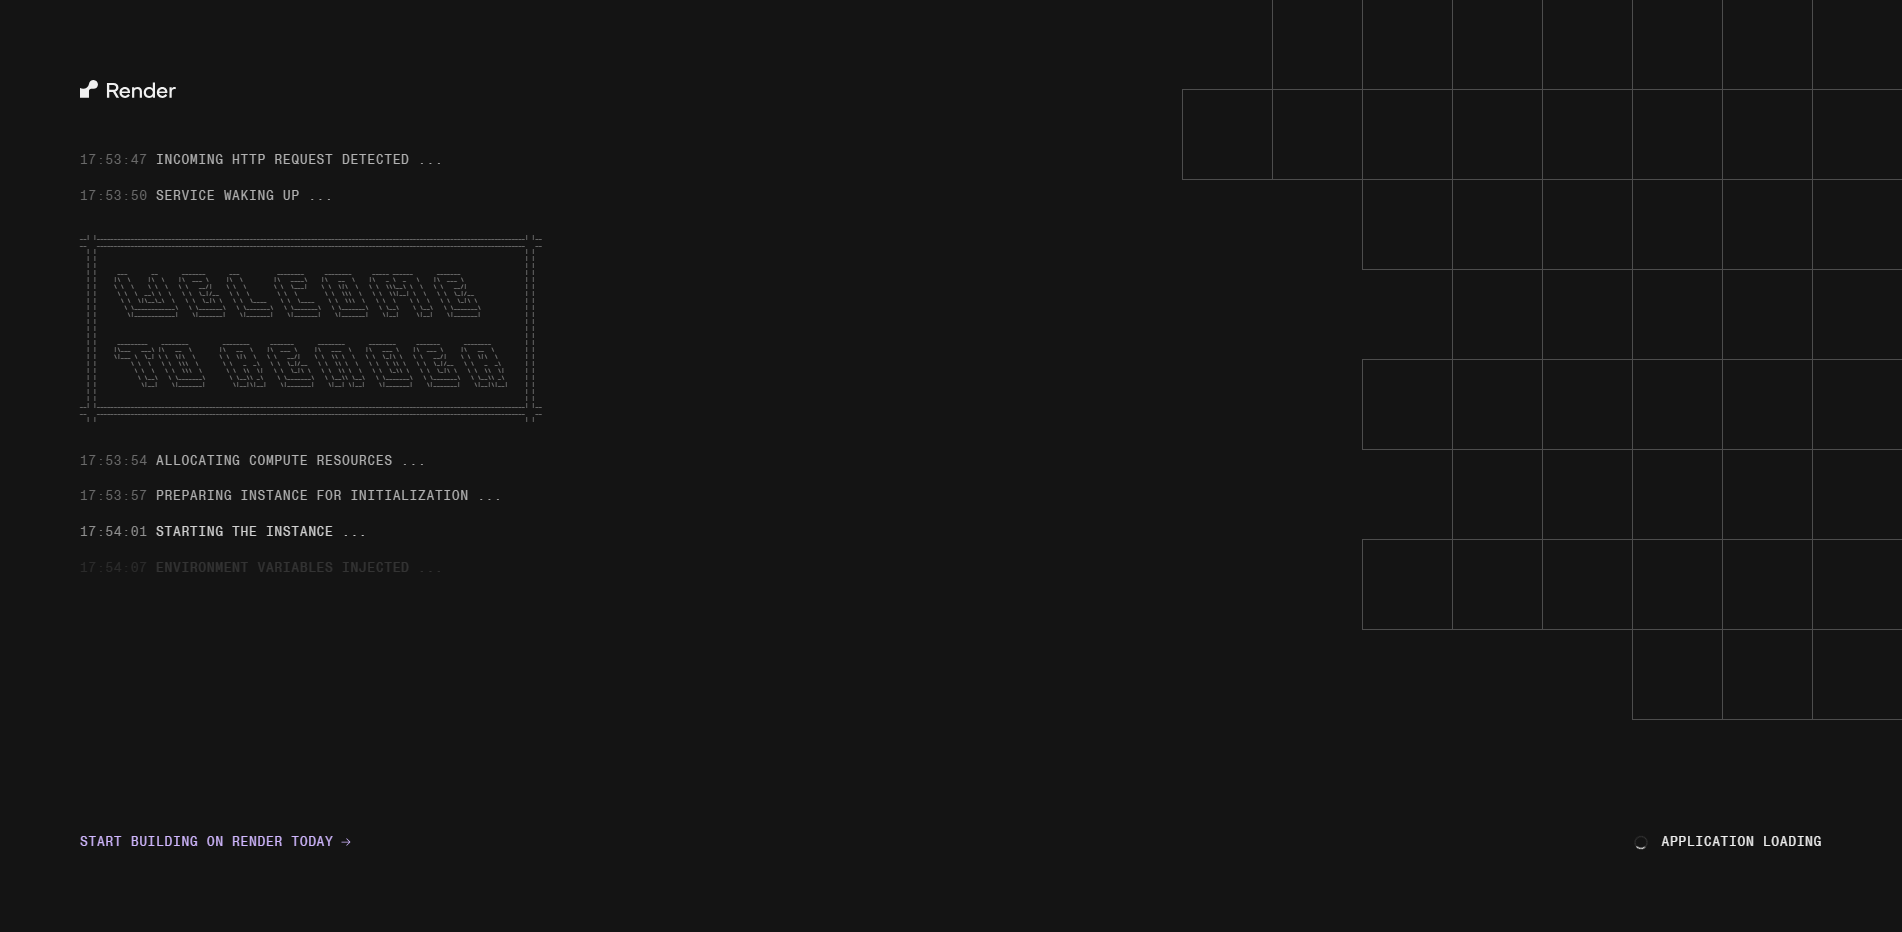 Render
17:53:47 INCOMING HTTP REQUEST DETECTED ...
17:53:50 SERVICE WAKING UP ...
WELCOME
TO RENDER
17:53:54 ALLOCATING COMPUTE RESOURCES ...
17:53:57 PREPARING INSTANCE FOR INITIALIZATION ...
17:54:01 STARTING THE INSTANCE ...
17:54:07 ENVIRONMENT VARIABLES INJECTED ...
START BUILDING ON RENDER TODAY →
APPLICATION LOADING